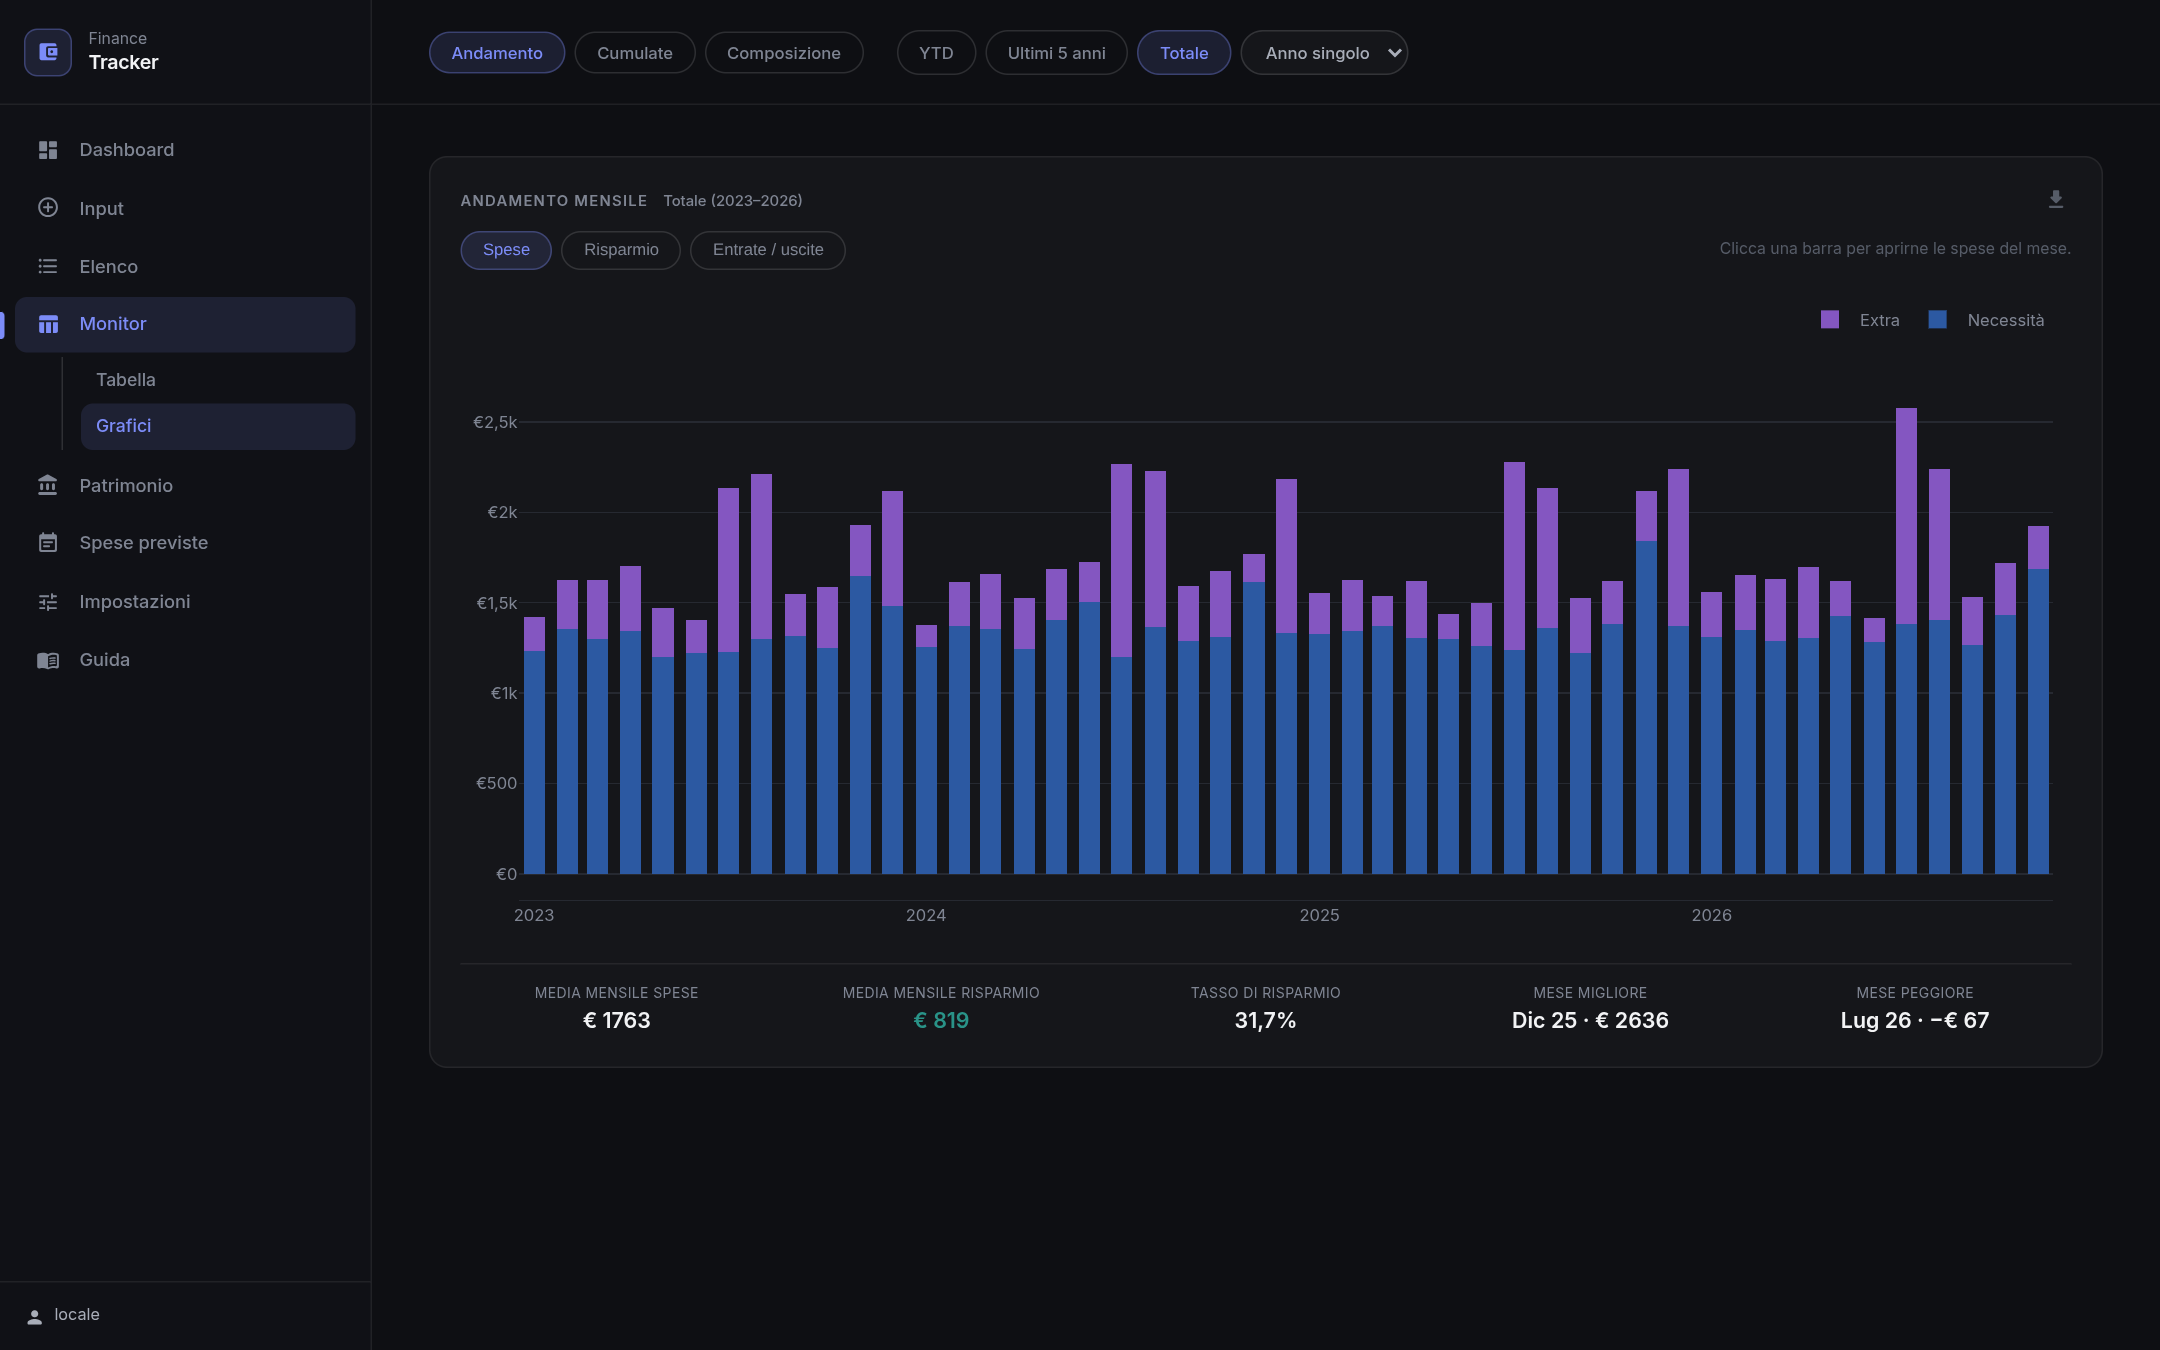 Finance
Tracker
Dashboard
Input
Elenco
Monitor
Tabella
Grafici
Patrimonio
Spese previste
Impostazioni
Guida
locale
Andamento Cumulate Composizione YTD Ultimi 5 anni Totale Anno singolo
ANDAMENTO MENSILE Totale (2023–2026)
Spese Risparmio Entrate / uscite Clicca una barra per aprirne le spese del mese.
Extra Necessità
€2,5k
€2k
€1,5k
€1k
€500
€0
2023 2024 2025 2026
MEDIA MENSILE SPESE MEDIA MENSILE RISPARMIO TASSO DI RISPARMIO MESE MIGLIORE MESE PEGGIORE
€ 1763 € 819 31,7% Dic 25 · € 2636 Lug 26 · −€ 67